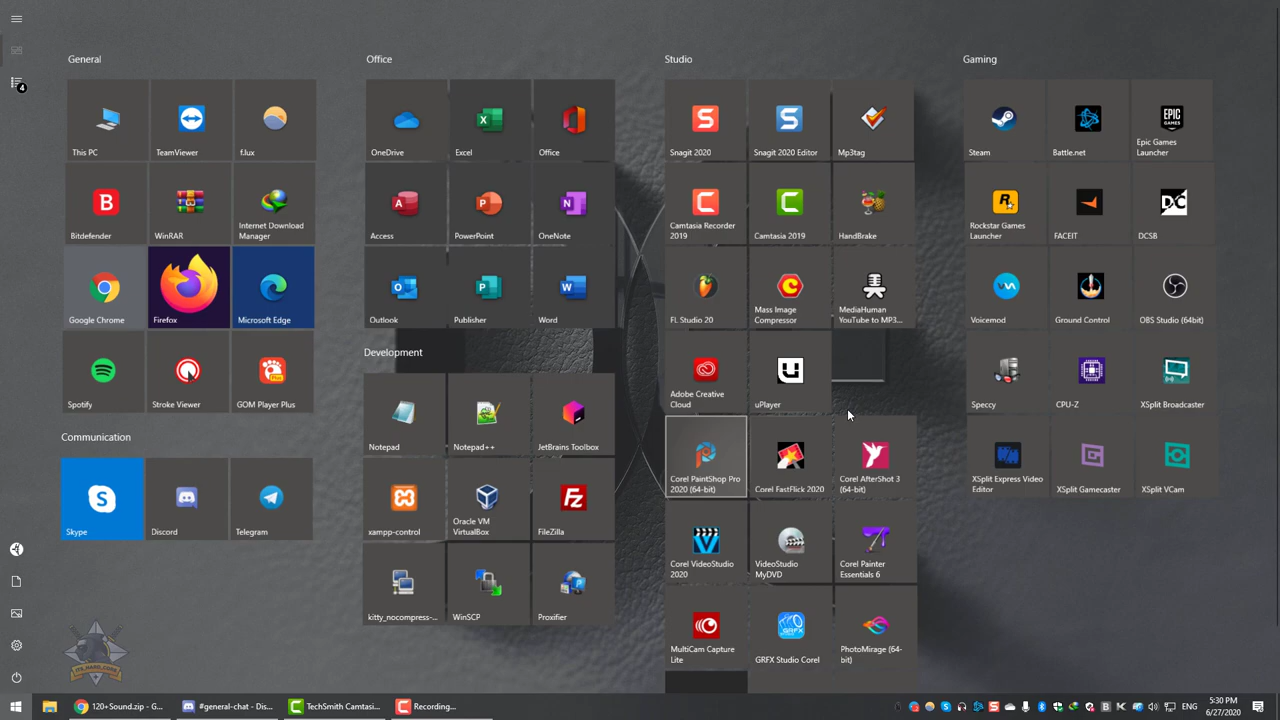 General
This PC
TeamViewer
f.lux
Bitdefender
WinRAR
Internet Download
Manager
Google Chrome
Firefox
Microsoft Edge
Spotify
Stroke Viewer
GOM Player Plus
Communication
Skype
Discord
Telegram
Office
OneDrive
Excel
Office
Access
PowerPoint
OneNote
Outlook
Publisher
Word
Development
Notepad
Notepad++
JetBrains Toolbox
xampp-control
Oracle VM
VirtualBox
FileZilla
kitty_nocompress-...
WinSCP
Proxifier
Studio
Snagit 2020
Snagit 2020 Editor
Mp3tag
Camtasia Recorder
2019
Camtasia 2019
HandBrake
FL Studio 20
Mass Image
Compressor
MediaHuman
YouTube to MP3...
Adobe Creative
Cloud
uPlayer
Corel PaintShop Pro
2020 (64-bit)
Corel FastFlick 2020
Corel AfterShot 3
(64-bit)
Corel VideoStudio
2020
VideoStudio
MyDVD
Corel Painter
Essentials 6
MultiCam Capture
Lite
GRFX Studio Corel
PhotoMirage (64-
bit)
Gaming
Steam
Battle.net
EPIC
GAMES
Epic Games
Launcher
Rockstar Games
Launcher
FACEIT
DCSB
Voicemod
Ground Control
OBS Studio (64bit)
Speccy
CPU-Z
XSplit Broadcaster
XSplit Express Video
Editor
XSplit Gamecaster
XSplit VCam
4
ITS.HARD.CORE
120+Sound.zip - G...
#general-chat - Dis...
TechSmith Camtasi...
Recording...
ENG
5:30 PM
6/27/2020